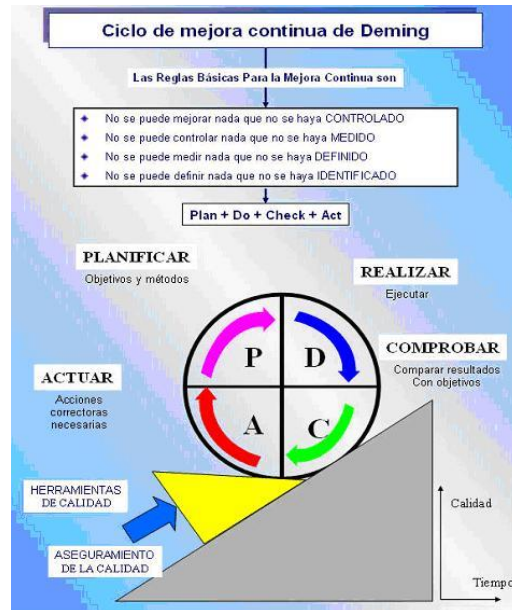 Ciclo de mejora continua de Deming
Las Reglas Básicas Para la Mejora Continua son
No se puede mejorar nada que no se haya CONTROLADO
No se puede controlar nada que no se haya MEDIDO
No se puede medir nada que no se haya DEFINIDO
No se puede definir nada que no se haya IDENTIFICADO
Plan + Do + Check + Act
PLANIFICAR
Objetivos y métodos
REALIZAR
Ejecutar
P
D
A
C
COMPROBAR
Comparar resultados
Con objetivos
ACTUAR
Acciones
correctoras
necesarias
HERRAMIENTAS
DE CALIDAD
ASEGURAMIENTO
DE LA CALIDAD
Calidad
Tiempo